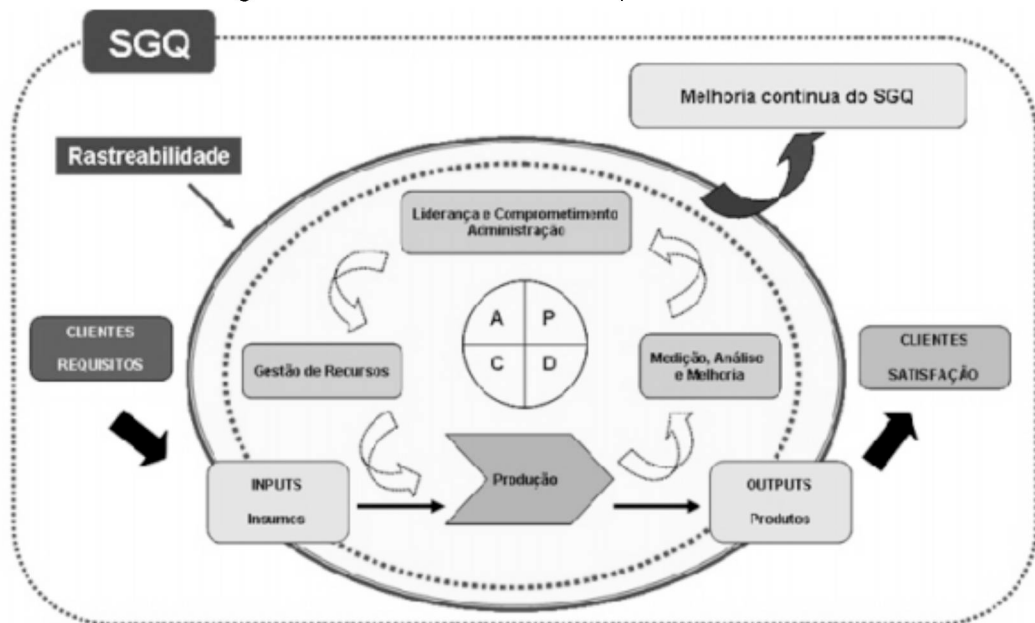 SGQ
Melhoria contínua do SGQ
Rastreabilidade
Liderança e Comprometimento
Administração
A
P
C
D
CLIENTES
REQUISITOS
Gestão de Recursos
Medição, Análise
e Melhoria
CLIENTES
SATISFAÇÃO
INPUTS
Insumos
Produção
OUTPUTS
Produtos